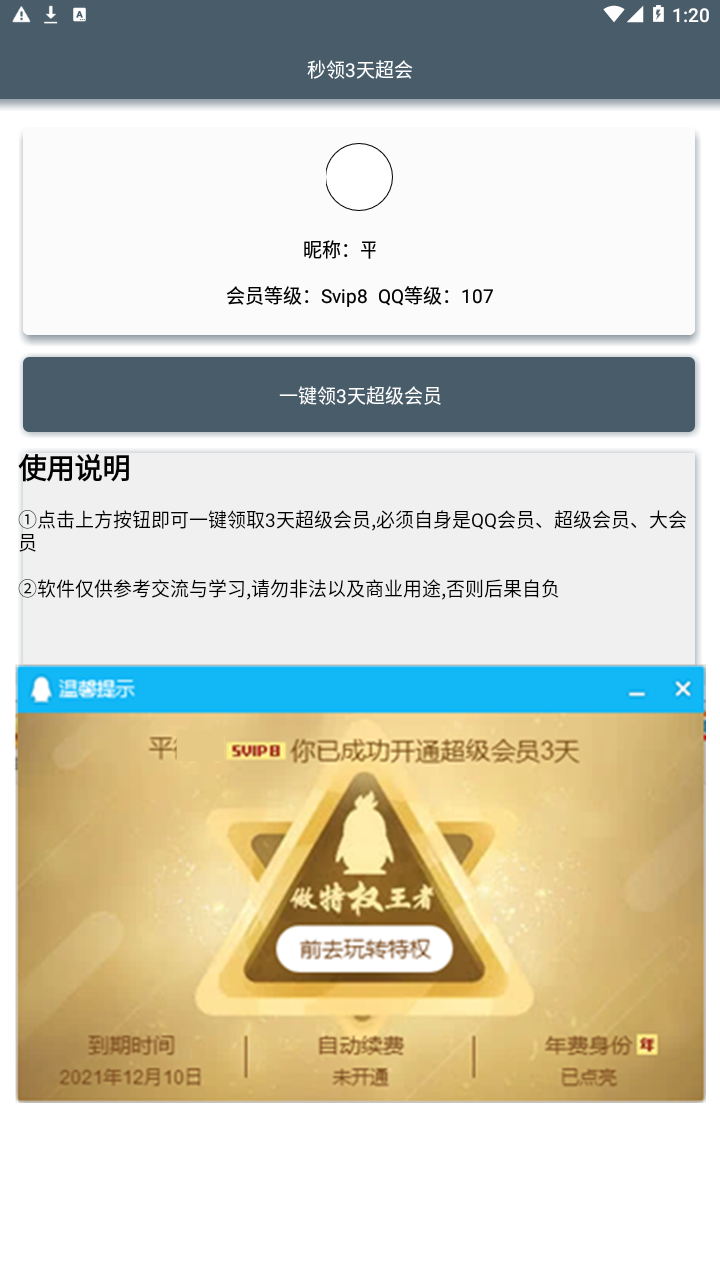 1:20
秒领3天超会
昵称：平
会员等级：Svip8 QQ等级：107
一键领3天超级会员
使用说明
①点击上方按钮即可一键领取3天超级会员,必须自身是QQ会员、超级会员、大会
员
②软件仅供参考交流与学习,请勿非法以及商业用途,否则后果自负
温馨提示
平 SVIP8 你已成功开通超级会员3天
做特权王者
前去玩转特权
到期时间 自动续费 年费身份 年
2021年12月10日 未开通 已点亮